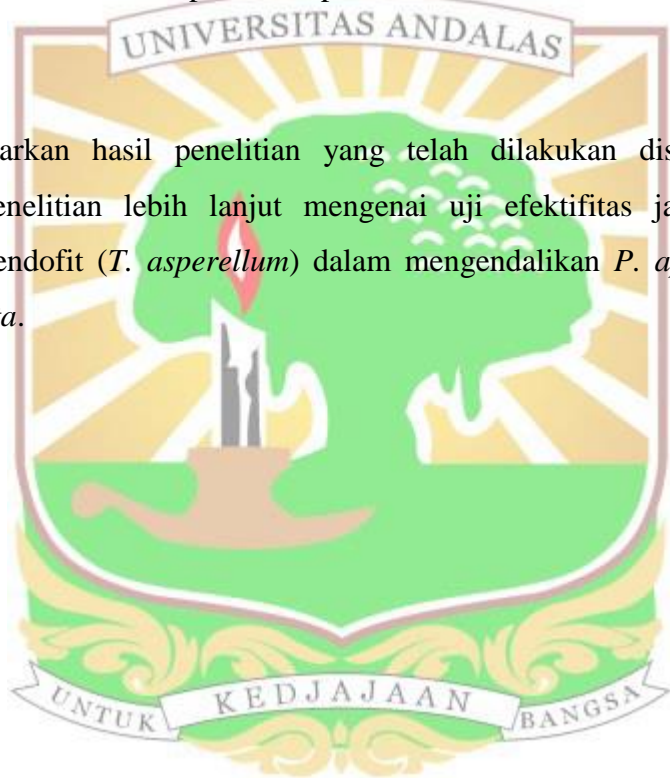 UNIVERSITAS ANDALAS
arkan hasil penelitian yang telah dilakukan dis
enelitian lebih lanjut mengenai uji efektifitas ja
endofit (T. asperellum) dalam mengendalikan P. a
a.
UNTUK KEDJAJAAN BANGSA